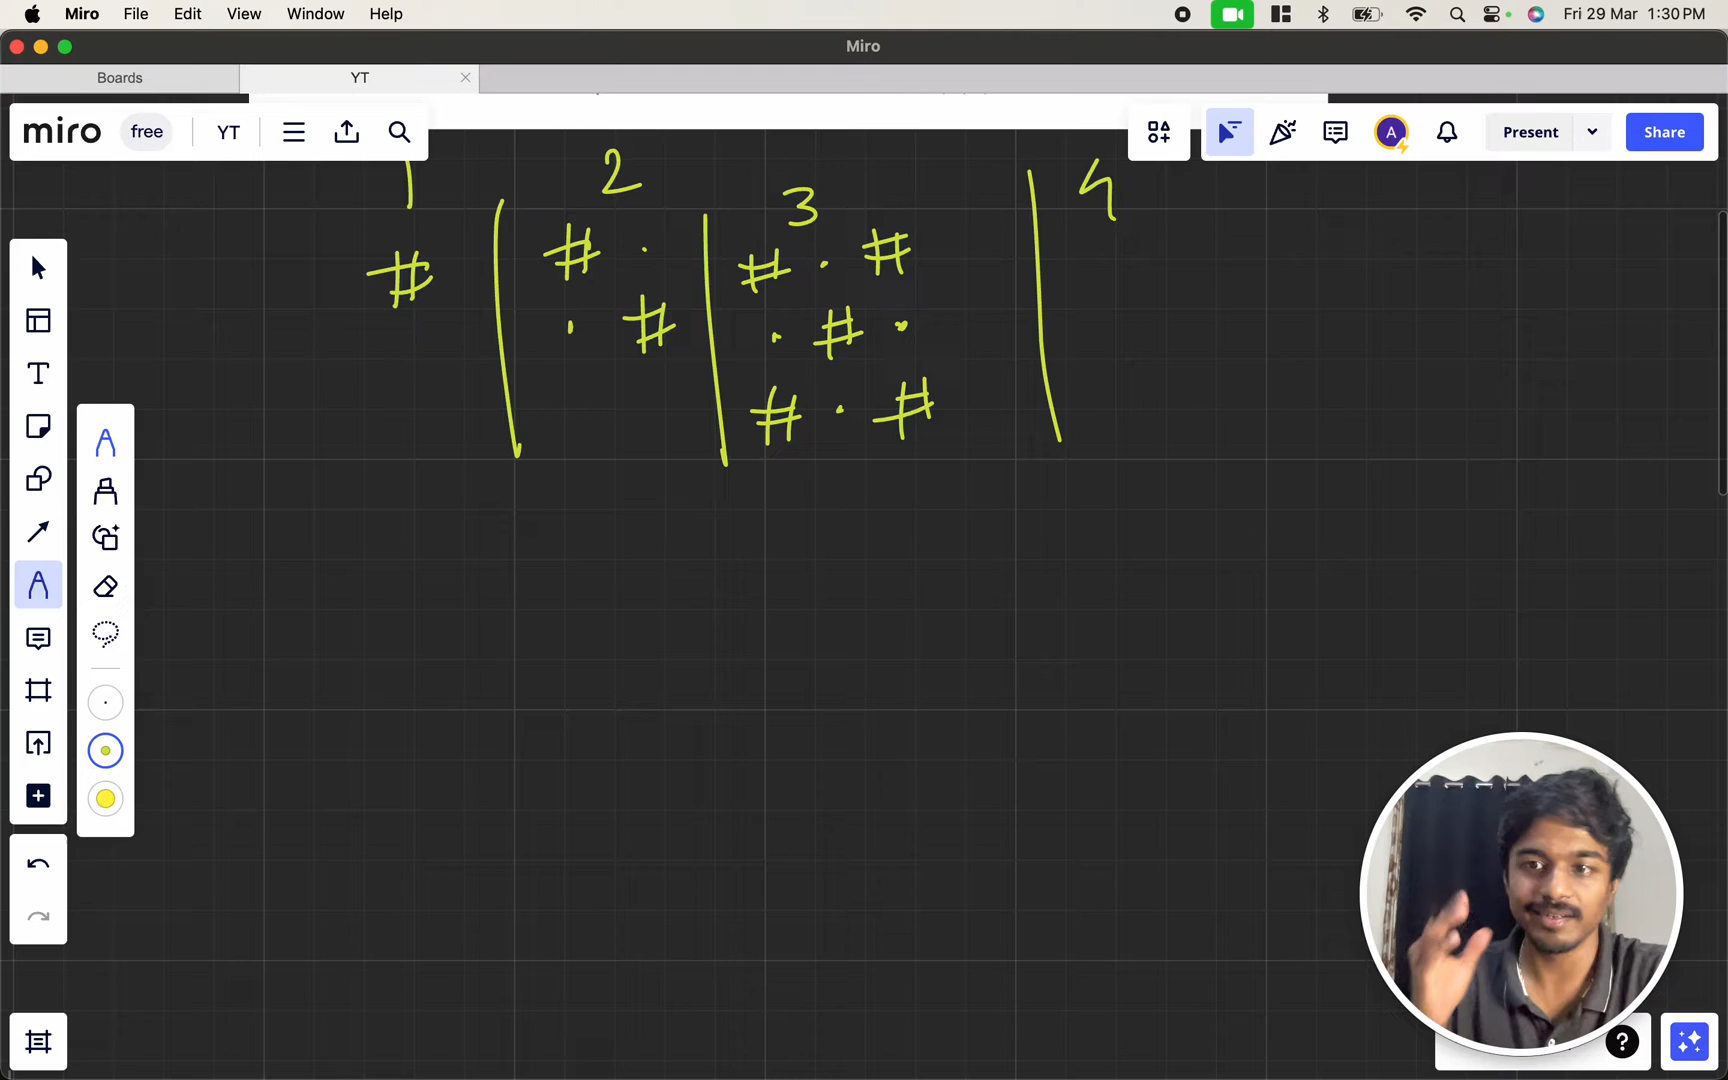 Miro File Edit View Window Help Fri 29 Mar 1:30 PM
Miro
Boards YT
miro free YT Present Share
A
1 2 3 4
# | # . | # . # |
. # . # .
# . #
?